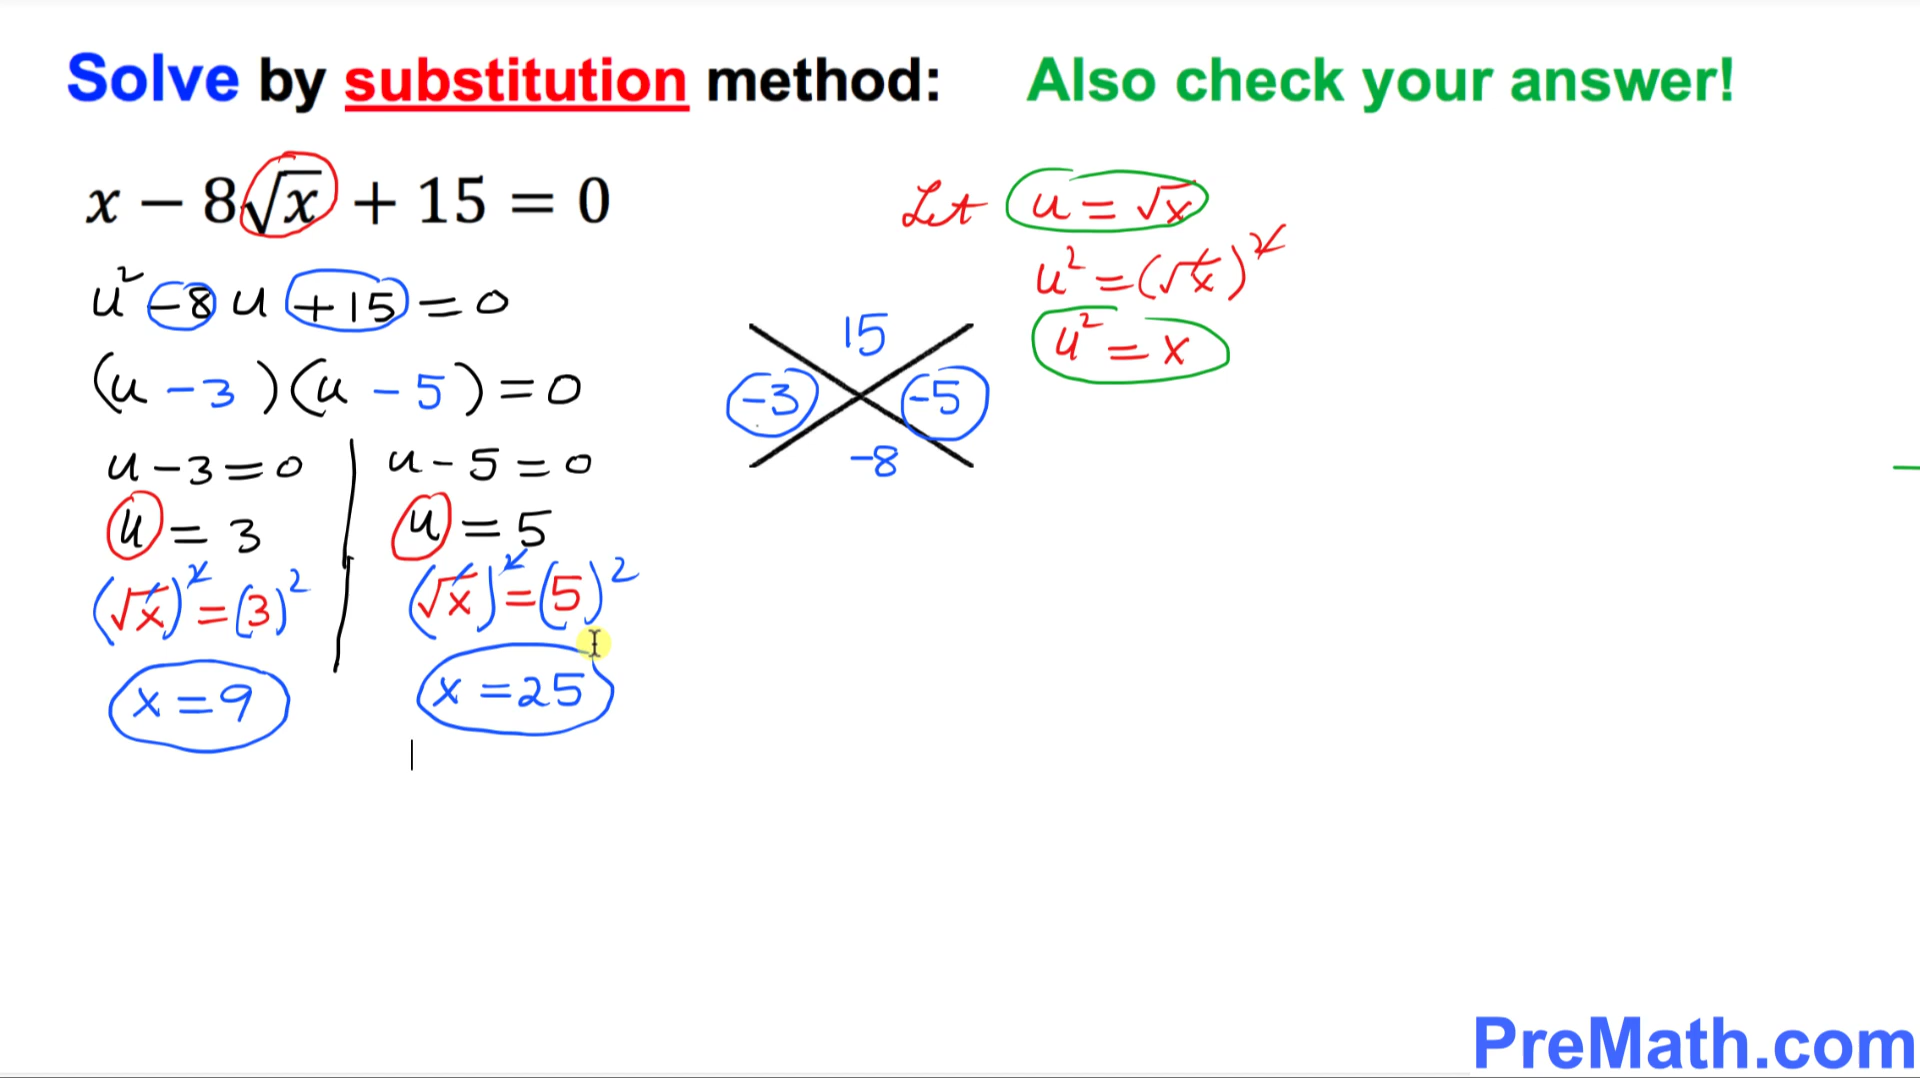 Solve by substitution method: Also check your answer!
x − 8√x + 15 = 0
u² − 8u + 15 = 0
(u − 3)(u − 5) = 0
u − 3 = 0 | u − 5 = 0
u = 3 | u = 5
(√x)² = (3)² | (√x)² = (5)²
x = 9 | x = 25
15
−3 −5
−8
Let u = √x
u² = (√x)²
u² = x
PreMath.com